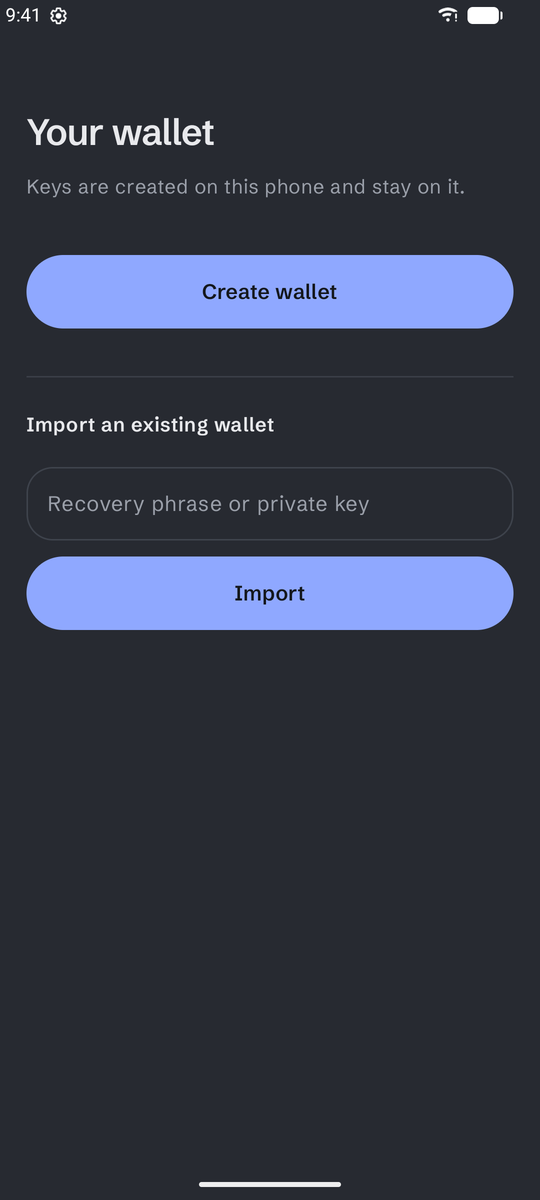 9:41
Your wallet
Keys are created on this phone and stay on it.
Create wallet
Import an existing wallet
Recovery phrase or private key
Import